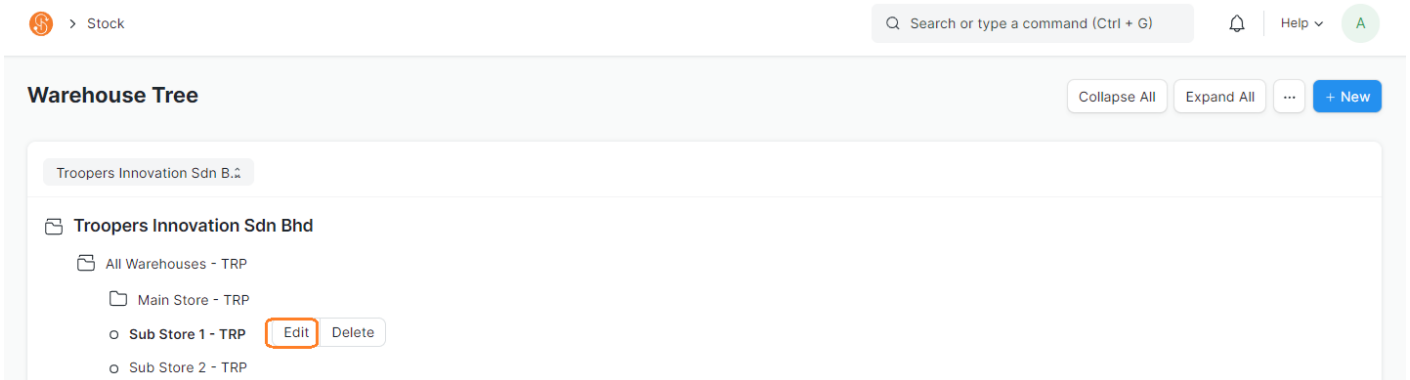 Stock
Search or type a command (Ctrl + G)
Help
A
Warehouse Tree
Collapse All
Expand All
···
+ New
Troopers Innovation Sdn B.
Troopers Innovation Sdn Bhd
All Warehouses - TRP
Main Store - TRP
Sub Store 1 - TRP
Edit
Delete
Sub Store 2 - TRP